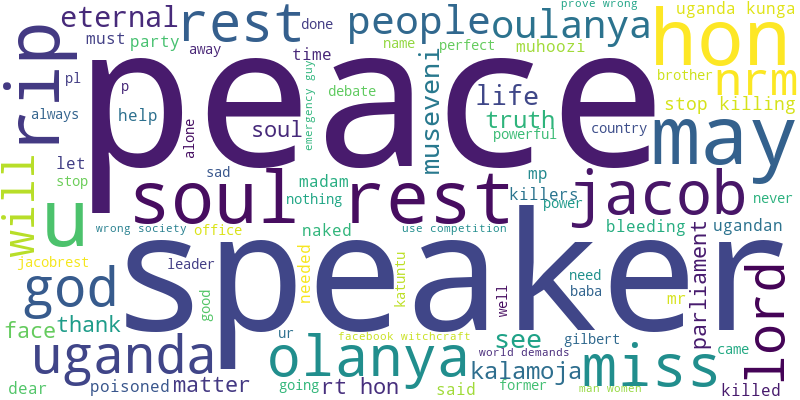 eternal rest people oulanya prove wrong uganda kunga
done away name perfect muhoozi hon
must party time brother nrm
rip peace debate life stop killing
pl p emergency guy museveni truth
always help soul powerful country may
alone
let sad madam mp killers never
stop soul rest nothing power jacob
will u wrong society office naked use competition bleeding ugandan
jacobrest leader speaker needed katuntu need mr parliament lord
god good well baba
face thank ur facebook witchcraft see gilbert came
uganda olanya world demands miss
dear poisoned matter going rt hon said kalamoja former man women killed